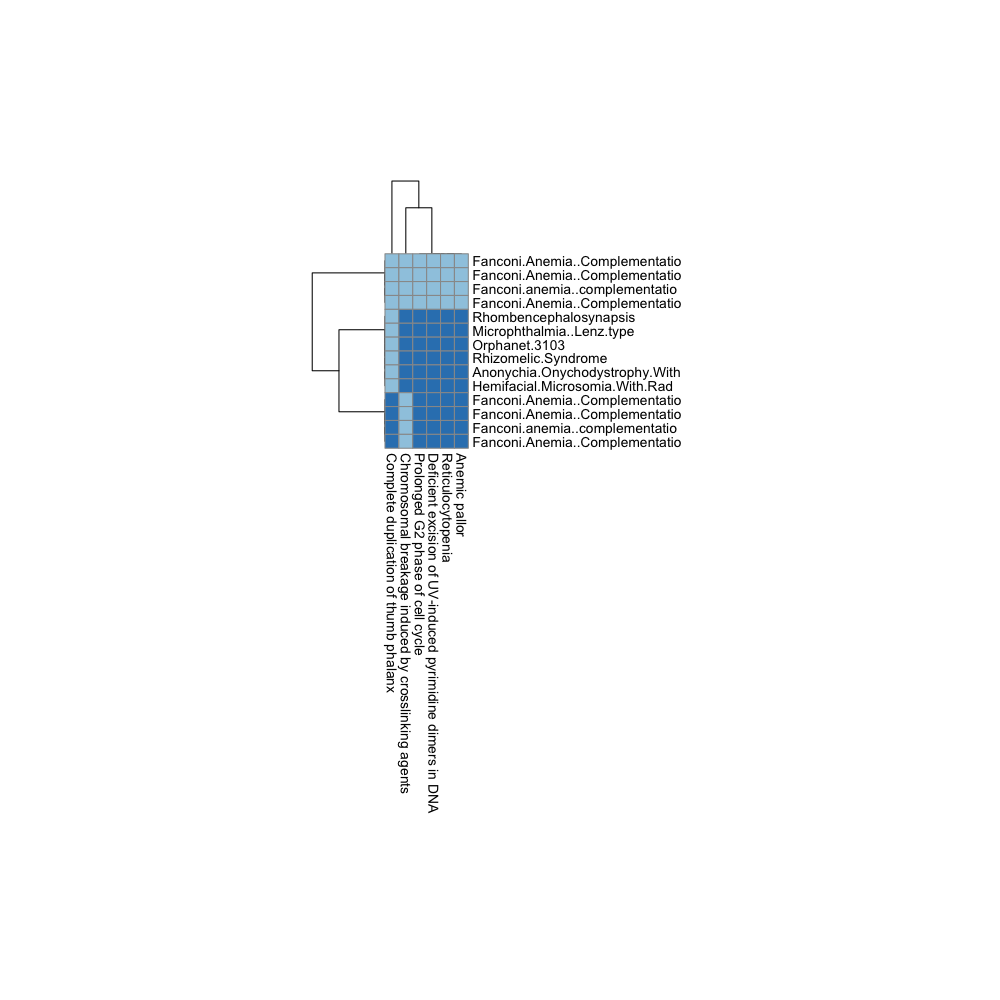 Fanconi.Anemia..Complementatio
Fanconi.Anemia..Complementatio
Fanconi.anemia..complementatio
Fanconi.Anemia..Complementatio
Rhombencephalosynapsis
Microphthalmia..Lenz.type
Orphanet.3103
Rhizomelic.Syndrome
Anonychia.Onychodystrophy.With
Hemifacial.Microsomia.With.Rad
Fanconi.Anemia..Complementatio
Fanconi.Anemia..Complementatio
Fanconi.anemia..complementatio
Fanconi.Anemia..Complementatio
Complete duplication of thumb phalanx
Chromosomal breakage induced by crosslinking agents
Prolonged G2 phase of cell cycle
Deficient excision of UV-induced pyrimidine dimers in DNA
Reticulocytopenia
Anemic pallor